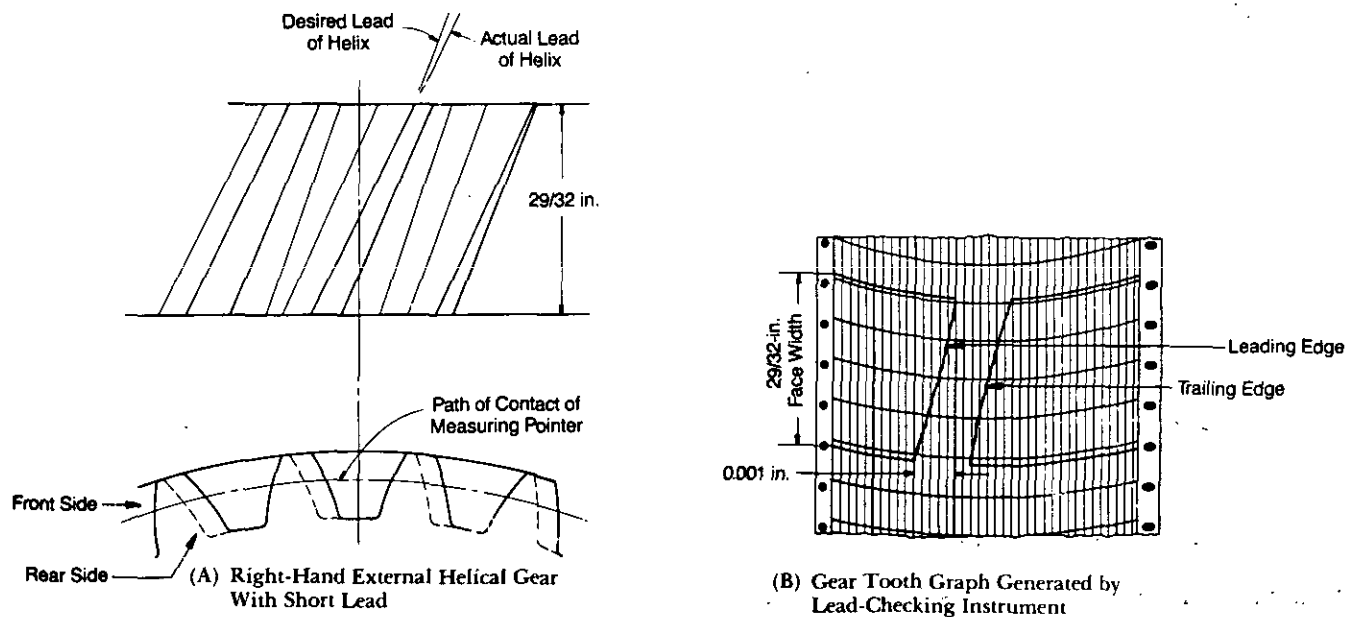 Desired Lead
of Helix
Actual Lead
of Helix
29/32 in.
Path of Contact of
Measuring Pointer
Front Side
Rear Side
(A) Right-Hand External Helical Gear
With Short Lead
29/32-in.
Face Width
Leading Edge
Trailing Edge
0.001 in.
(B) Gear Tooth Graph Generated by
Lead-Checking Instrument